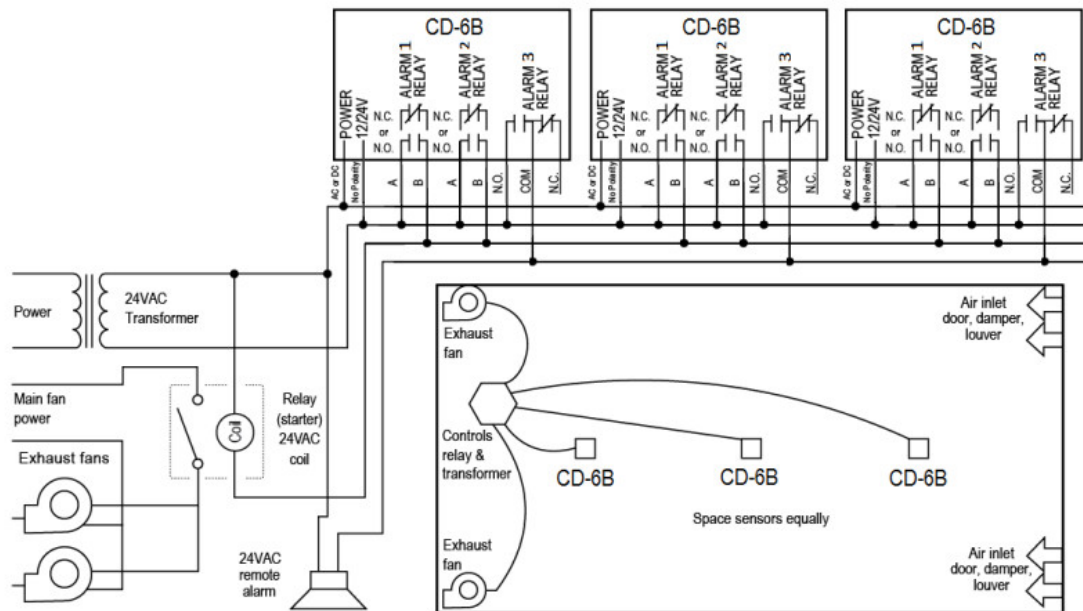 CD-6B
POWER
12/24V
N.C.
or
N.O.
ALARM 1
RELAY
N.C.
or
N.O.
ALARM 2
RELAY
ALARM 3
RELAY
AC or DC
No Polarity
A
B
A
B
N.O.
COM
N.C.
CD-6B
POWER
12/24V
N.C.
or
N.O.
ALARM 1
RELAY
N.C.
or
N.O.
ALARM 2
RELAY
ALARM 3
RELAY
AC or DC
No Polarity
A
B
A
B
N.O.
COM
N.C.
CD-6B
POWER
12/24V
N.C.
or
N.O.
ALARM 1
RELAY
N.C.
or
N.O.
ALARM 2
RELAY
ALARM 3
RELAY
AC or DC
No Polarity
A
B
A
B
N.O.
COM
N.C.
Power
24VAC
Transformer
Main fan
power
Coil
Relay
(starter)
24VAC
coil
Exhaust fans
24VAC
remote
alarm
Exhaust
fan
Air inlet
door, damper,
louver
Controls
relay &
transformer
CD-6B
CD-6B
CD-6B
Space sensors equally
Exhaust
fan
Air inlet
door, damper,
louver